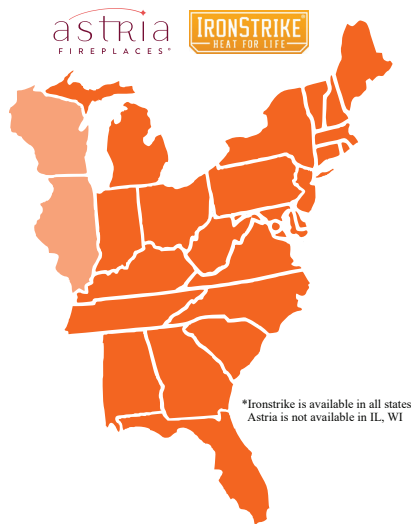 astria
FIREPLACES®
IRONSTRIKE®
HEAT FOR LIFE
*Ironstrike is available in all states
Astria is not available in IL, WI